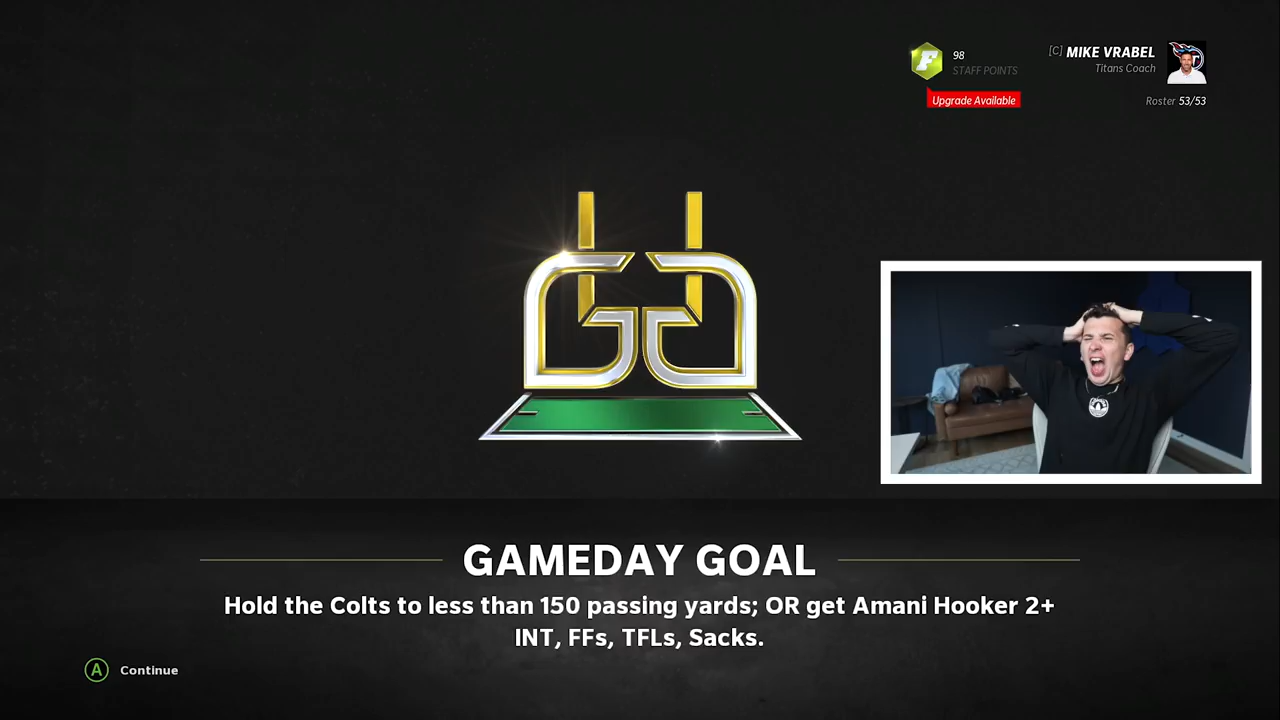 98
STAFF POINTS
Upgrade Available
[C] MIKE VRABEL
Titans Coach
Roster 53/53
GAMEDAY GOAL
Hold the Colts to less than 150 passing yards; OR get Amani Hooker 2+
INT, FFs, TFLs, Sacks.
A Continue